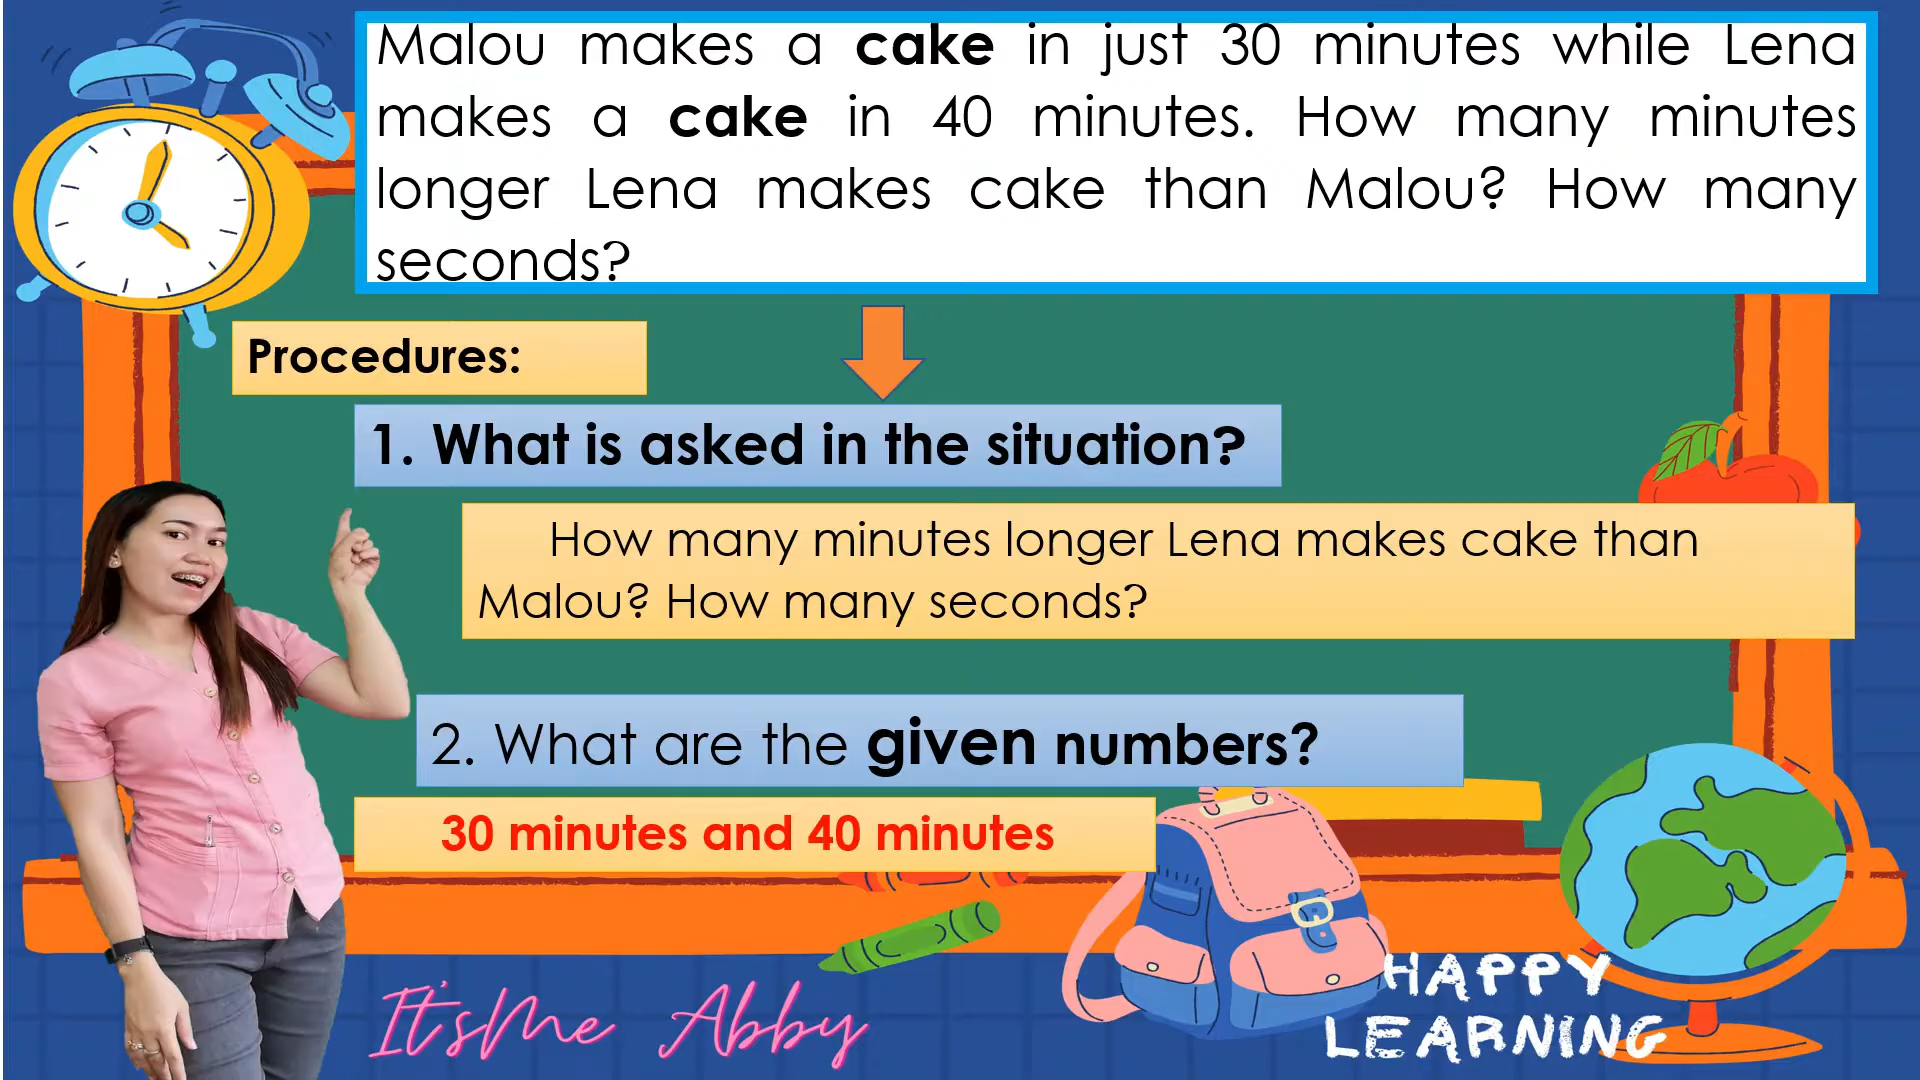 Malou makes a cake in just 30 minutes while Lena
makes a cake in 40 minutes. How many minutes
longer Lena makes cake than Malou? How many
seconds?
Procedures:
1. What is asked in the situation?
How many minutes longer Lena makes cake than
Malou? How many seconds?
2. What are the given numbers?
30 minutes and 40 minutes
It'sMe Abby
HAPPY
LEARNING